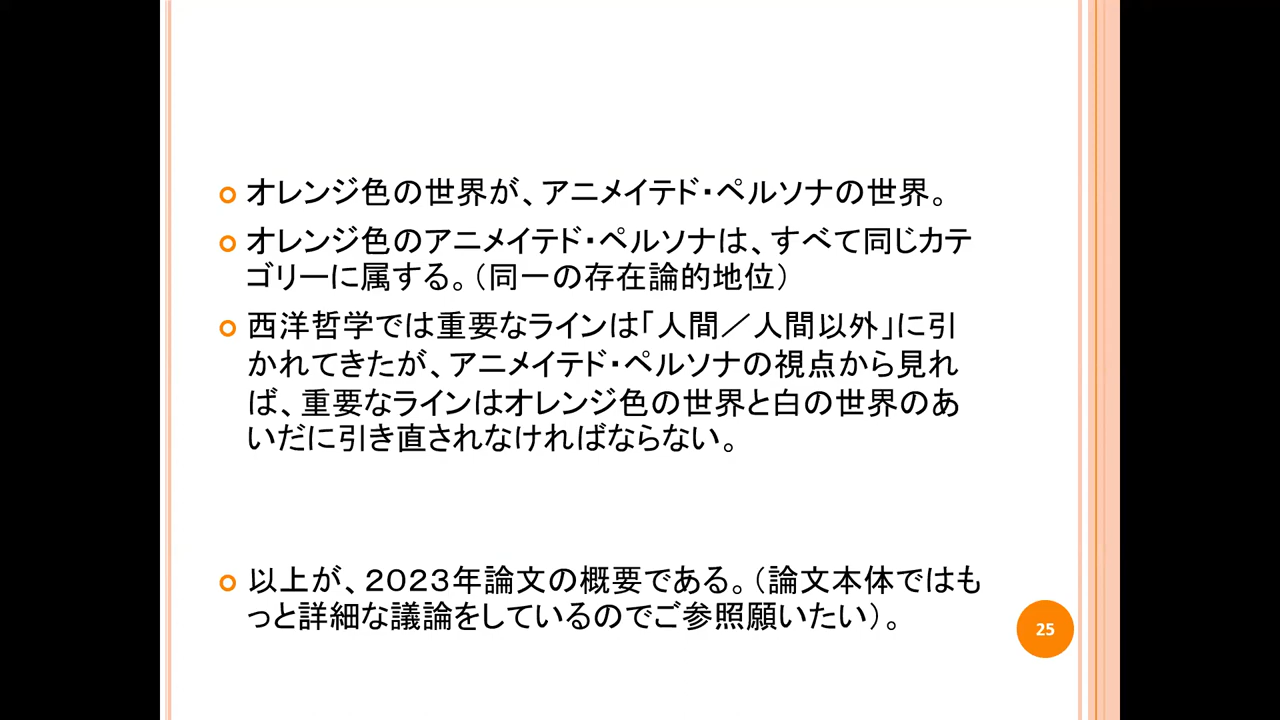 オレンジ色の世界が、アニメイテド・ペルソナの世界。
オレンジ色のアニメイテド・ペルソナは、すべて同じカテ
ゴリーに属する。（同一の存在論的地位）
西洋哲学では重要なラインは「人間／人間以外」に引
かれてきたが、アニメイテド・ペルソナの視点から見れ
ば、重要なラインはオレンジ色の世界と白の世界のあ
いだに引き直されなければならない。
以上が、２０２３年論文の概要である。（論文本体ではも
っと詳細な議論をしているのでご参照願いたい）。
25